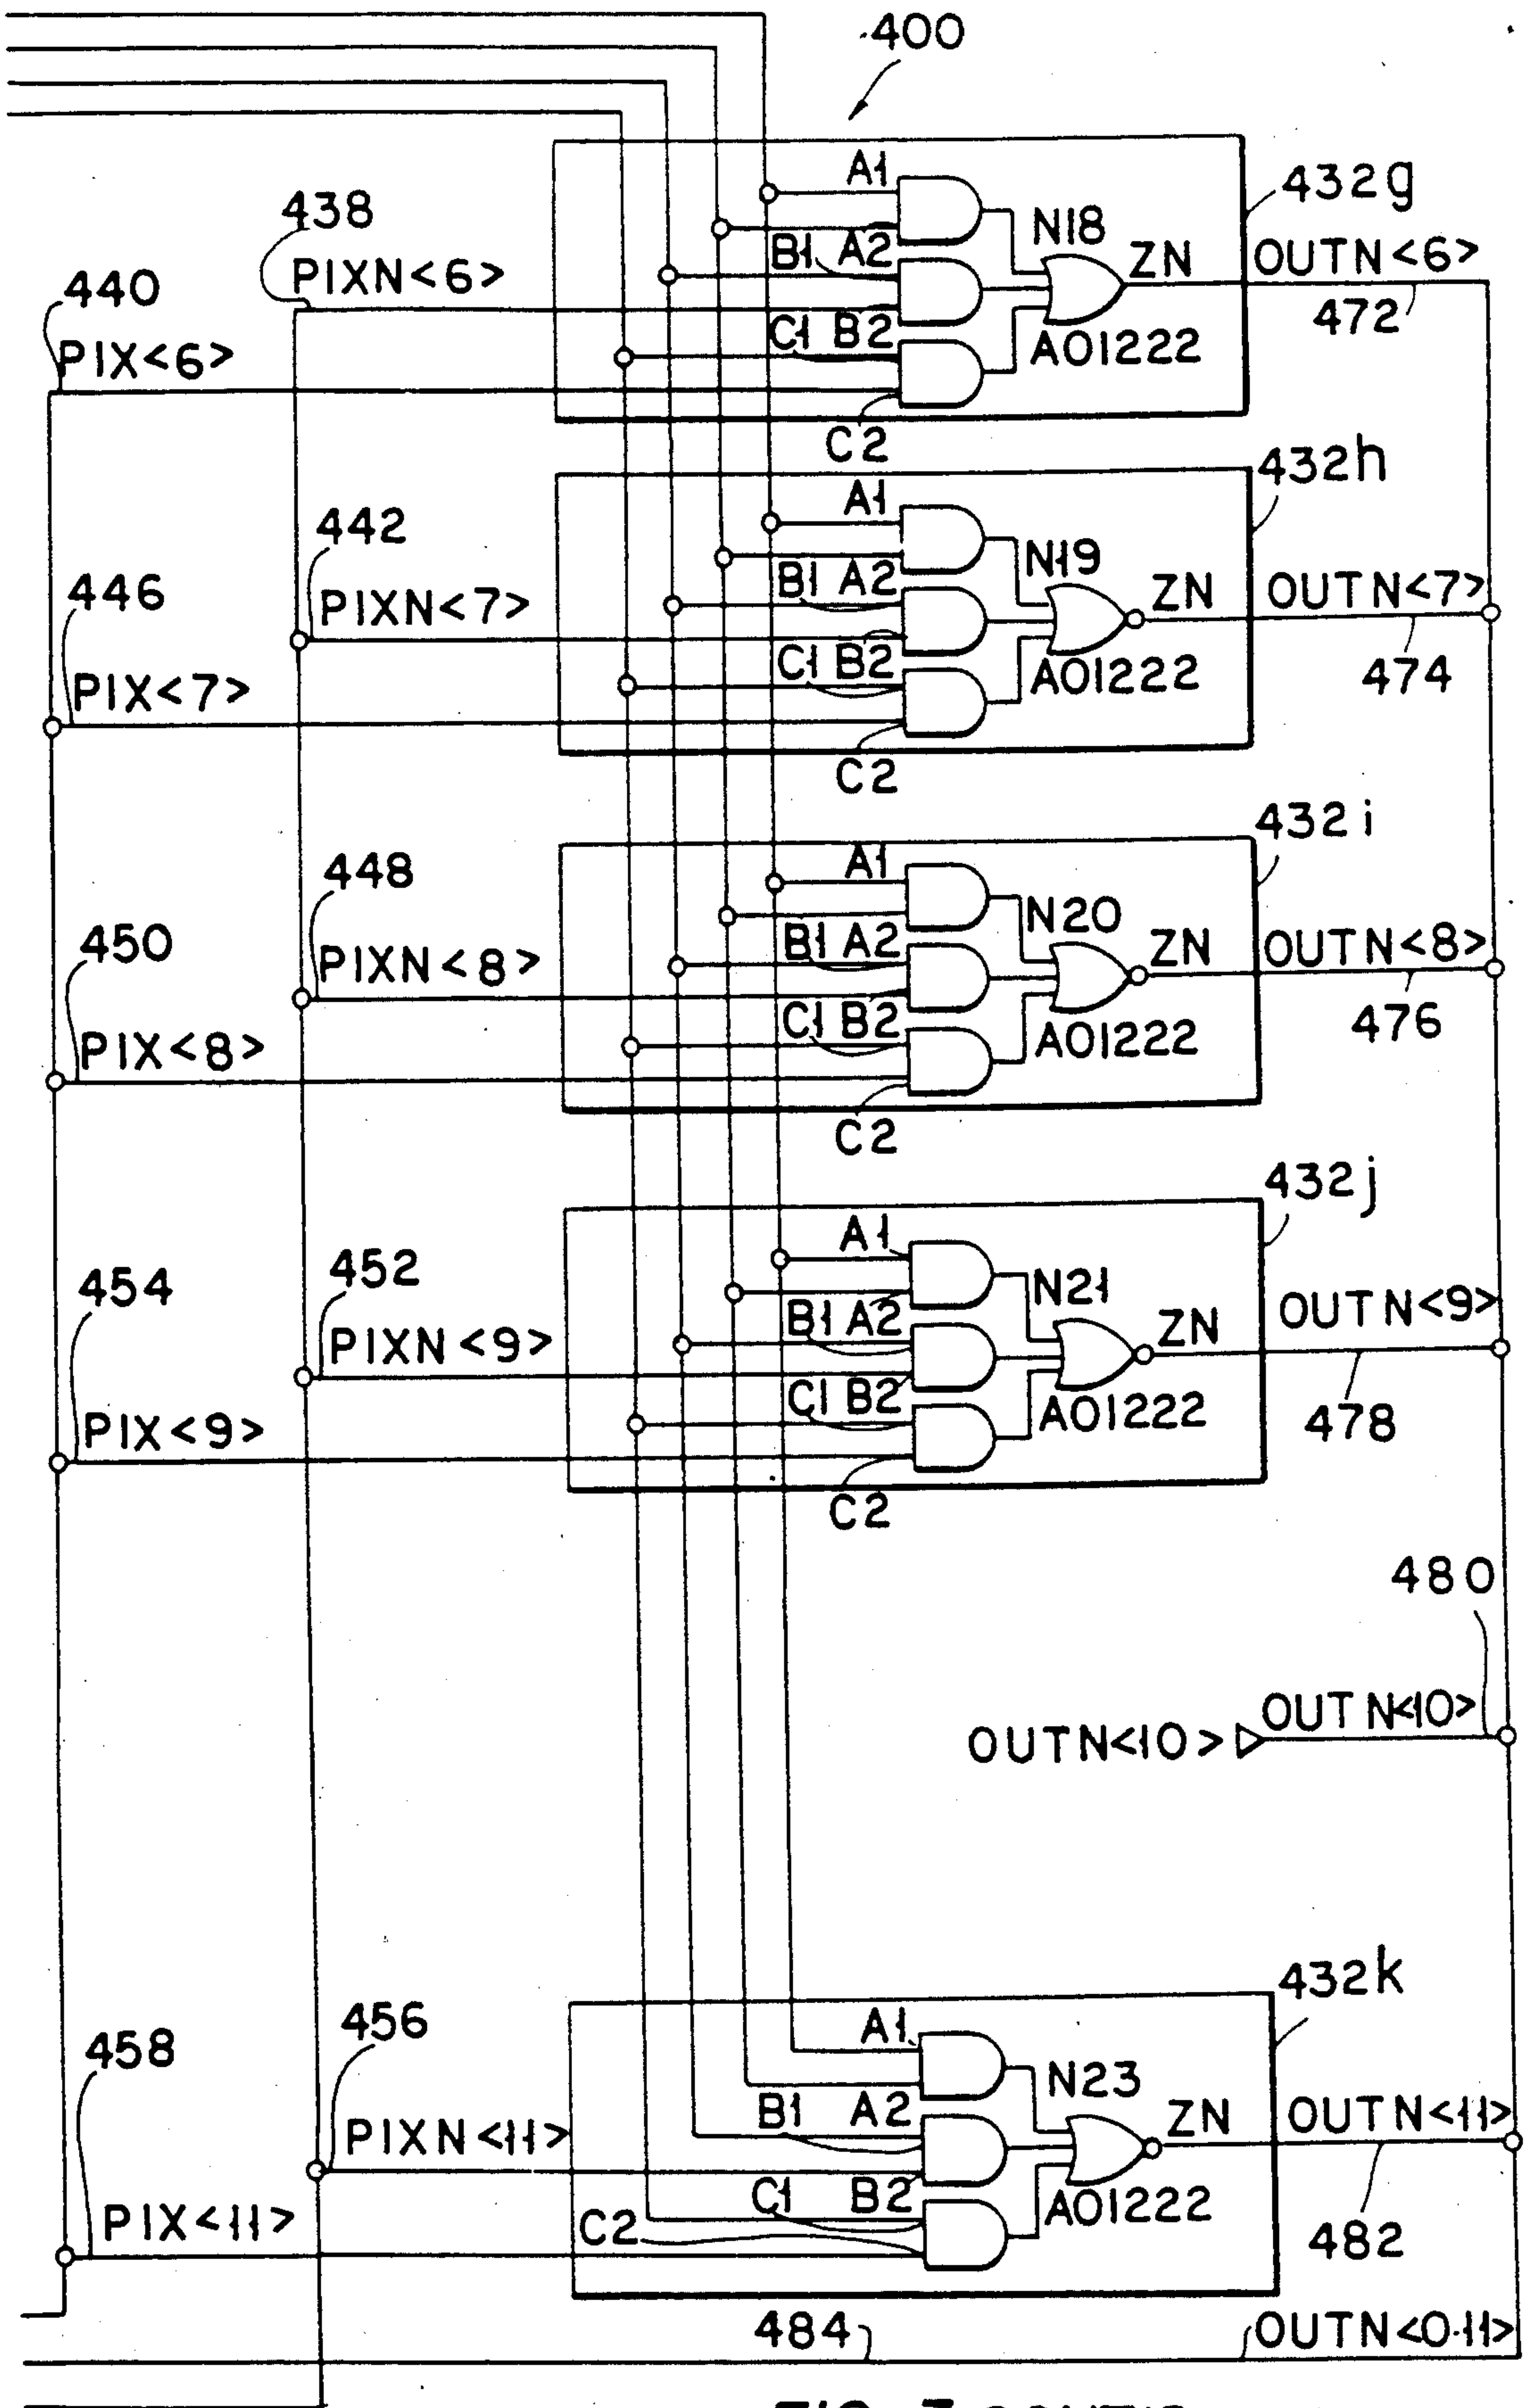 400
A1
432g
438
N18
B1 A2
ZN
OUTN<6>
PIXN<6>
440
472
C1 B2
AO1222
PIX<6>
C2
432h
A1
442
N19
B1 A2
ZN
OUTN<7>
446
PIXN<7>
C1 B2
AO1222
474
PIX<7>
C2
432i
A1
448
N20
450
B1 A2
ZN
OUTN<8>
PIXN<8>
C1 B2
476
AO1222
PIX<8>
C2
432j
A1
452
N21
454
OUTN<9>
B1 A2
ZN
PIXN<9>
C1 B2
AO1222
478
PIX<9>
C2
480
OUTN<10>
OUTN<10>
432k
456
A1
458
N23
B1 A2
ZN
OUTN<11>
PIXN<11>
C1 B2
AO1222
PIX<11>
C2
482
484
OUTN<0-11>